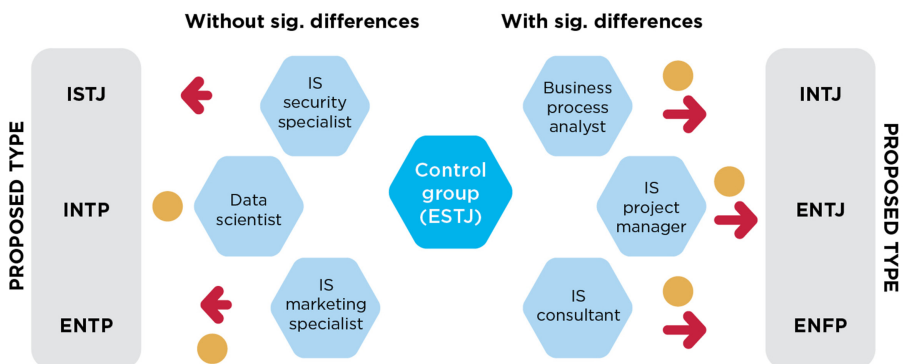 Without sig. differences
With sig. differences
PROPOSED TYPE
ISTJ
INTP
ENTP
IS
security
specialist
Data
scientist
IS
marketing
specialist
Control
group
(ESTJ)
Business
process
analyst
IS
project
manager
IS
consultant
INTJ
ENTJ
ENFP
PROPOSED TYPE